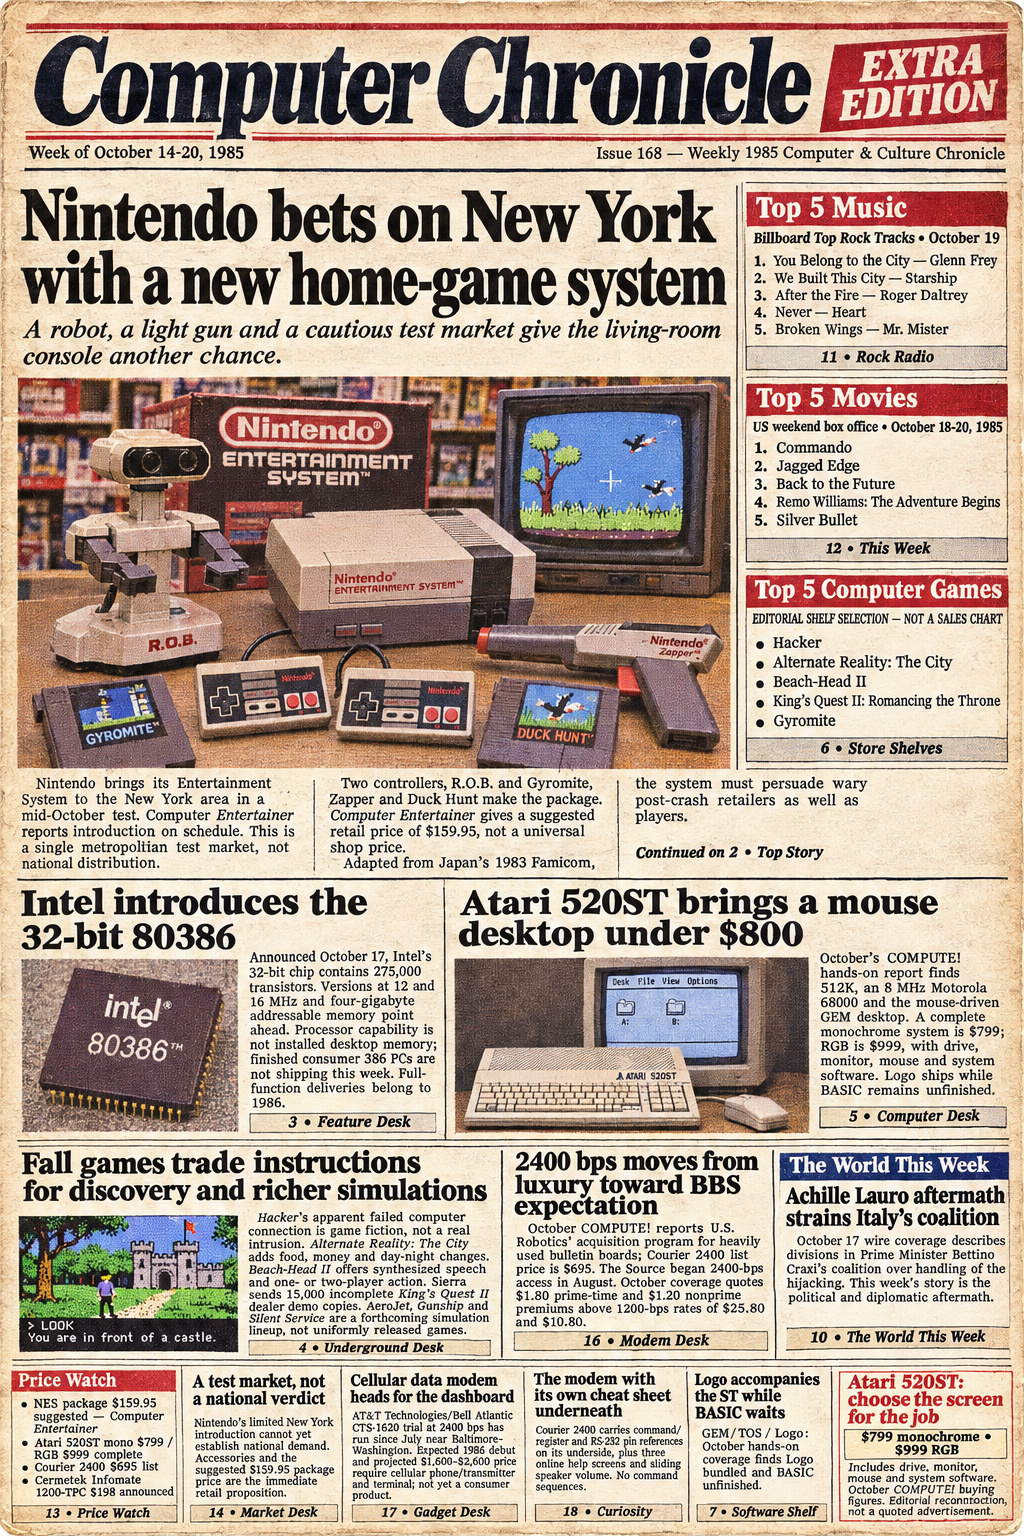 Computer Chronicle
EXTRA
EDITION
Week of October 14-20, 1985
Issue 168 — Weekly 1985 Computer & Culture Chronicle
Nintendo bets on New York
with a new home-game system
A robot, a light gun and a cautious test market give the living-room
console another chance.
Nintendo®
ENTERTAINMENT
SYSTEM™
Nintendo®
ENTERTAINMENT SYSTEM™
R.O.B.
Nintendo®
Zapper™
Nintendo®
Nintendo®
GYROMITE™
DUCK HUNT™
Nintendo brings its Entertainment
System to the New York area in a
mid-October test. Computer Entertainer
reports introduction on schedule. This is
a single metropolitan test market, not
national distribution.
Two controllers, R.O.B. and Gyromite,
Zapper and Duck Hunt make the package.
Computer Entertainer gives a suggested
retail price of $159.95, not a universal
shop price.
Adapted from Japan's 1983 Famicom,
the system must persuade wary
post-crash retailers as well as
players.
Continued on 2 • Top Story
Top 5 Music
Billboard Top Rock Tracks • October 19
1. You Belong to the City — Glenn Frey
2. We Built This City — Starship
3. After the Fire — Roger Daltrey
4. Never — Heart
5. Broken Wings — Mr. Mister
11 • Rock Radio
Top 5 Movies
US weekend box office • October 18-20, 1985
1. Commando
2. Jagged Edge
3. Back to the Future
4. Remo Williams: The Adventure Begins
5. Silver Bullet
12 • This Week
Top 5 Computer Games
EDITORIAL SHELF SELECTION — NOT A SALES CHART
• Hacker
• Alternate Reality: The City
• Beach-Head II
• King's Quest II: Romancing the Throne
• Gyromite
6 • Store Shelves
Intel introduces the
32-bit 80386
intel®
80386™
Announced October 17, Intel's
32-bit chip contains 275,000
transistors. Versions at 12 and
16 MHz and four-gigabyte
addressable memory point
ahead. Processor capability is
not installed desktop memory;
finished consumer 386 PCs are
not shipping this week. Full-
function deliveries belong to
1986.
3 • Feature Desk
Atari 520ST brings a mouse
desktop under $800
Desk File View Options
A:
B:
ATARI 520ST
October's COMPUTE!
hands-on report finds
512K, an 8 MHz Motorola
68000 and the mouse-driven
GEM desktop. A complete
monochrome system is $799;
RGB is $999, with drive,
monitor, mouse and system
software. Logo ships while
BASIC remains unfinished.
5 • Computer Desk
Fall games trade instructions
for discovery and richer simulations
> LOOK
You are in front of a castle.
Hacker's apparent failed computer
connection is game fiction, not a real
intrusion. Alternate Reality: The City
adds food, money and day-night changes.
Beach-Head II offers synthesized speech
and one- or two-player action. Sierra
sends 15,000 incomplete King's Quest II
dealer demo copies. AeroJet, Gunship and
Silent Service are a forthcoming simulation
lineup, not uniformly released games.
4 • Underground Desk
2400 bps moves from
luxury toward BBS
expectation
October COMPUTE! reports U.S.
Robotics' acquisition program for heavily
used bulletin boards; Courier 2400 list
price is $695. The Source began 2400-bps
access in August. October coverage quotes
$1.80 prime-time and $1.20 nonprime
premiums above 1200-bps rates of $25.80
and $10.80.
16 • Modem Desk
The World This Week
Achille Lauro aftermath
strains Italy's coalition
October 17 wire coverage describes
divisions in Prime Minister Bettino
Craxi's coalition over handling of the
hijacking. This week's story is the
political and diplomatic aftermath.
10 • The World This Week
Price Watch
• NES package $159.95
suggested — Computer
Entertainer
• Atari 520ST mono $799 /
RGB $999 complete
• Courier 2400 $695 list
• Cermetek Infomate
1200-TPC $198 announced
13 • Price Watch
A test market, not
a national verdict
Nintendo's limited New York
introduction cannot yet
establish national demand.
Accessories and the
suggested $159.95 package
price are the immediate
retail proposition.
14 • Market Desk
Cellular data modem
heads for the dashboard
AT&T Technologies/Bell Atlantic
CTS-1620 trial at 2400 bps has
run since July near Baltimore-
Washington. Expected 1986 debut
and projected $1,600–$2,600 price
require cellular phone/transmitter
and terminal; not yet a consumer
product.
17 • Gadget Desk
The modem with
its own cheat sheet
underneath
Courier 2400 carries command/
register and RS-232 pin references
on its underside, plus three
online help screens and sliding
speaker volume. No command
sequences.
18 • Curiosity
Logo accompanies
the ST while
BASIC waits
GEM / TOS / Logo:
October hands-on
coverage finds Logo
bundled and BASIC
unfinished.
7 • Software Shelf
Atari 520ST:
choose the screen
for the job
$799 monochrome •
$999 RGB
Includes drive, monitor,
mouse and system software.
October COMPUTE! buying
figures. Editorial reconstruction,
not a quoted advertisement.